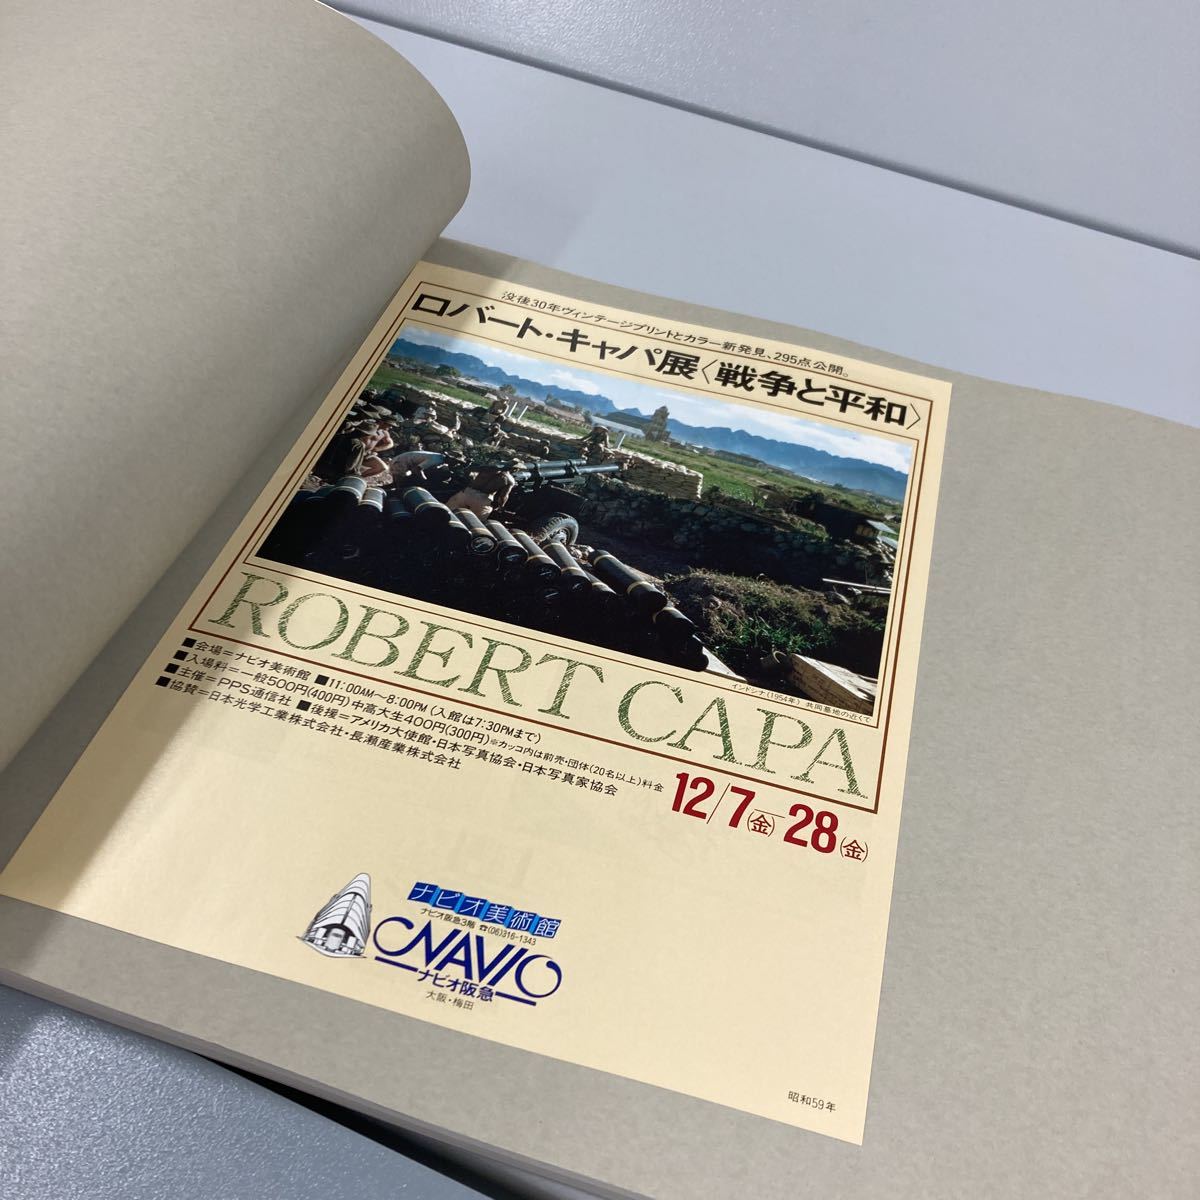 没後30年ヴィンテージプリントとカラー新発見、295点公開。
ロバート・キャパ展〈戦争と平和〉
インドシナ(1954年) 共同墓地の近くで
ROBERT CAPA
■会場=ナビオ美術館 ■11:00AM〜8:00PM(入館は7:30PMまで)
■入場料=一般500円(400円)中高大生400円(300円)※カッコ内は前売・団体(20名以上)料金
■主催=PPS通信社 ■後援=アメリカ大使館・日本写真協会・日本写真家協会
■協賛=日本光学工業株式会社・長瀬産業株式会社
12/7(金)—28(金)
ナビオ美術館
ナビオ阪急3階 ☎(06)316-1343
NAVIO
ナビオ阪急
大阪・梅田
昭和59年